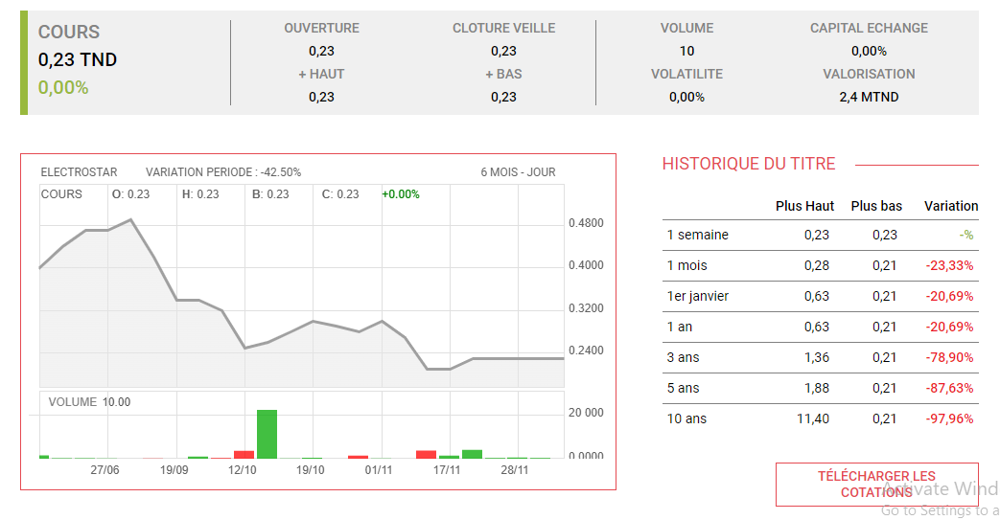 COURS
0,23 TND
0,00%
OUVERTURE
0,23
+ HAUT
0,23
CLOTURE VEILLE
0,23
+ BAS
0,23
VOLUME
10
VOLATILITE
0,00%
CAPITAL ECHANGE
0,00%
VALORISATION
2,4 MTND
ELECTROSTAR VARIATION PERIODE : -42.50% 6 MOIS - JOUR
COURS O: 0.23 H: 0.23 B: 0.23 C: 0.23 +0.00%
0.4800
0.4000
0.3200
0.2400
VOLUME 10.00
20 000
0.0000
27/06 19/09 12/10 19/10 01/11 17/11 28/11
HISTORIQUE DU TITRE
Plus Haut Plus bas Variation
1 semaine 0,23 0,23 -%
1 mois 0,28 0,21 -23,33%
1er janvier 0,63 0,21 -20,69%
1 an 0,63 0,21 -20,69%
3 ans 1,36 0,21 -78,90%
5 ans 1,88 0,21 -87,63%
10 ans 11,40 0,21 -97,96%
TÉLÉCHARGER LES
COTATIONS
Activate Wind
Go to Settings to a